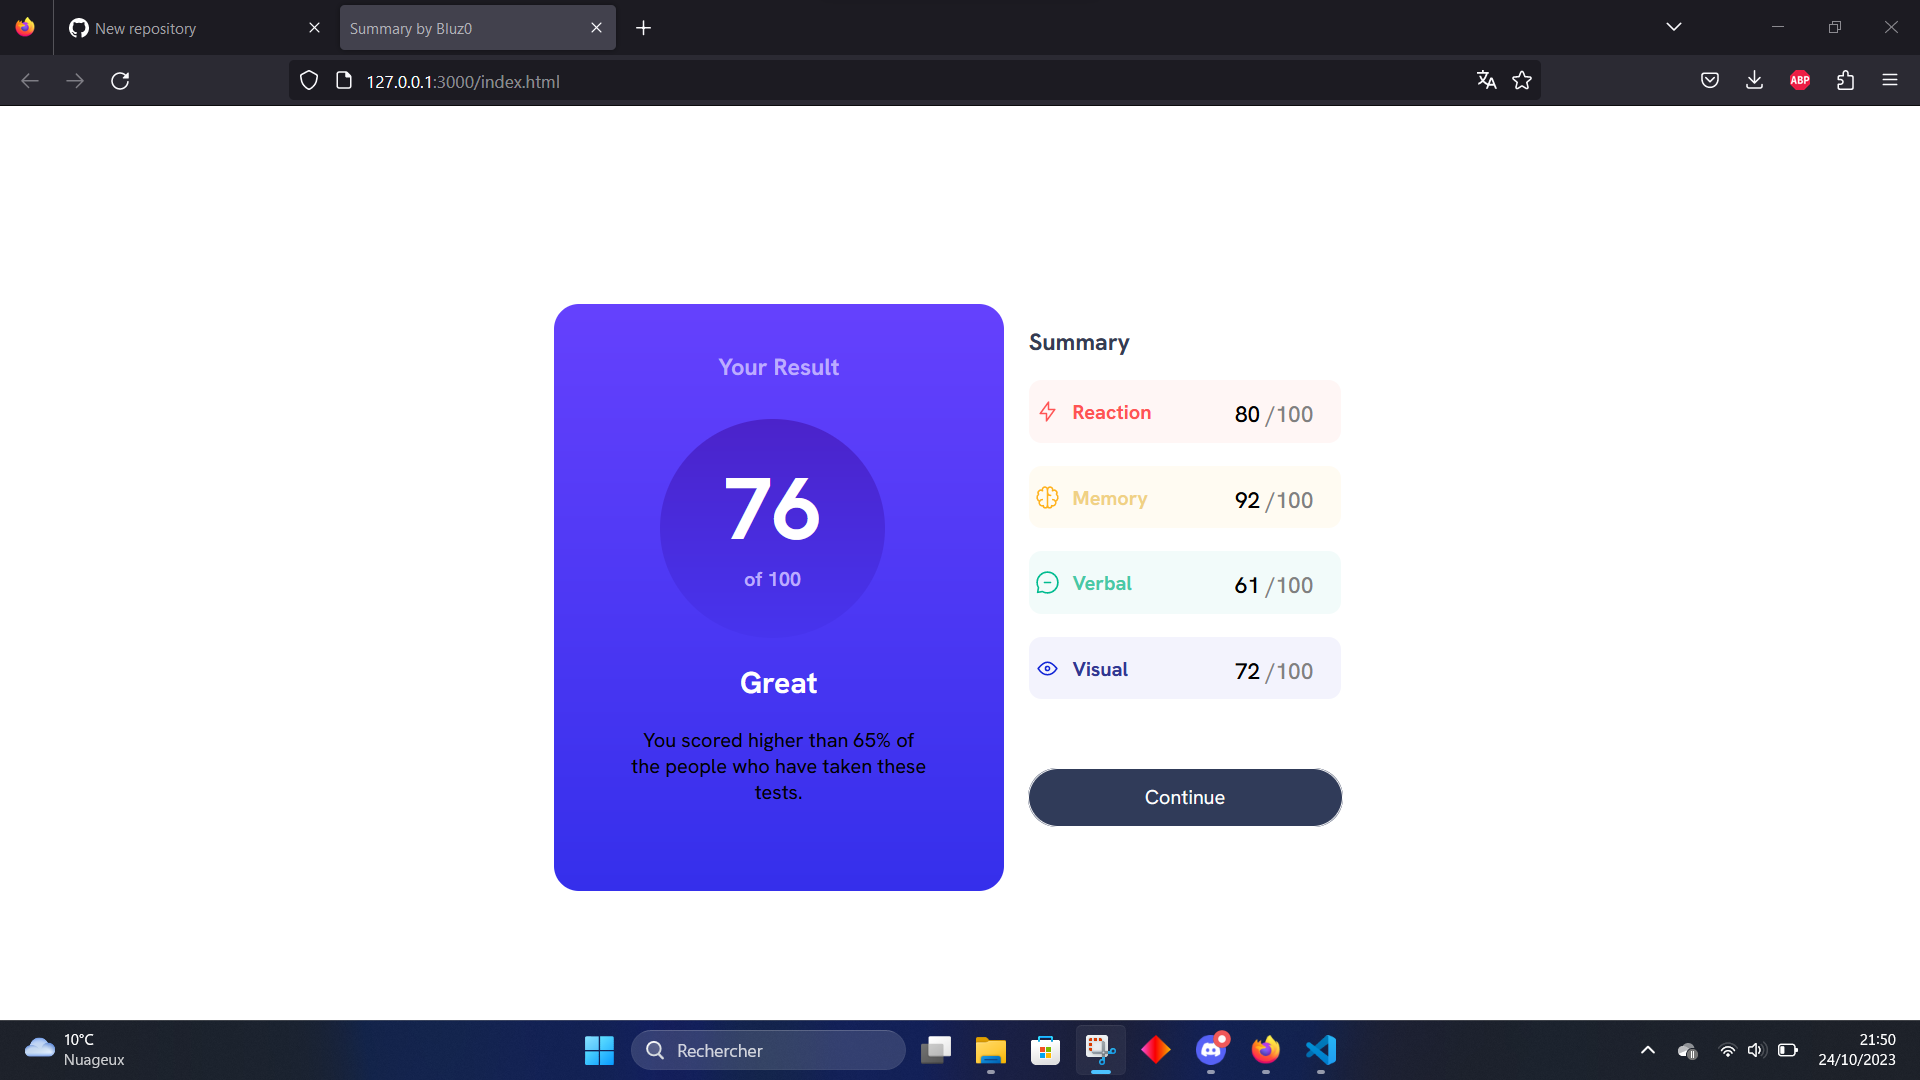 New repository
Summary by Bluz0
127.0.0.1:3000/index.html
ABP
Your Result
76
of 100
Great
You scored higher than 65% of
the people who have taken these
tests.
Summary
Reaction 80 /100
Memory 92 /100
Verbal 61 /100
Visual 72 /100
Continue
10°C
Nuageux
Rechercher
21:50
24/10/2023